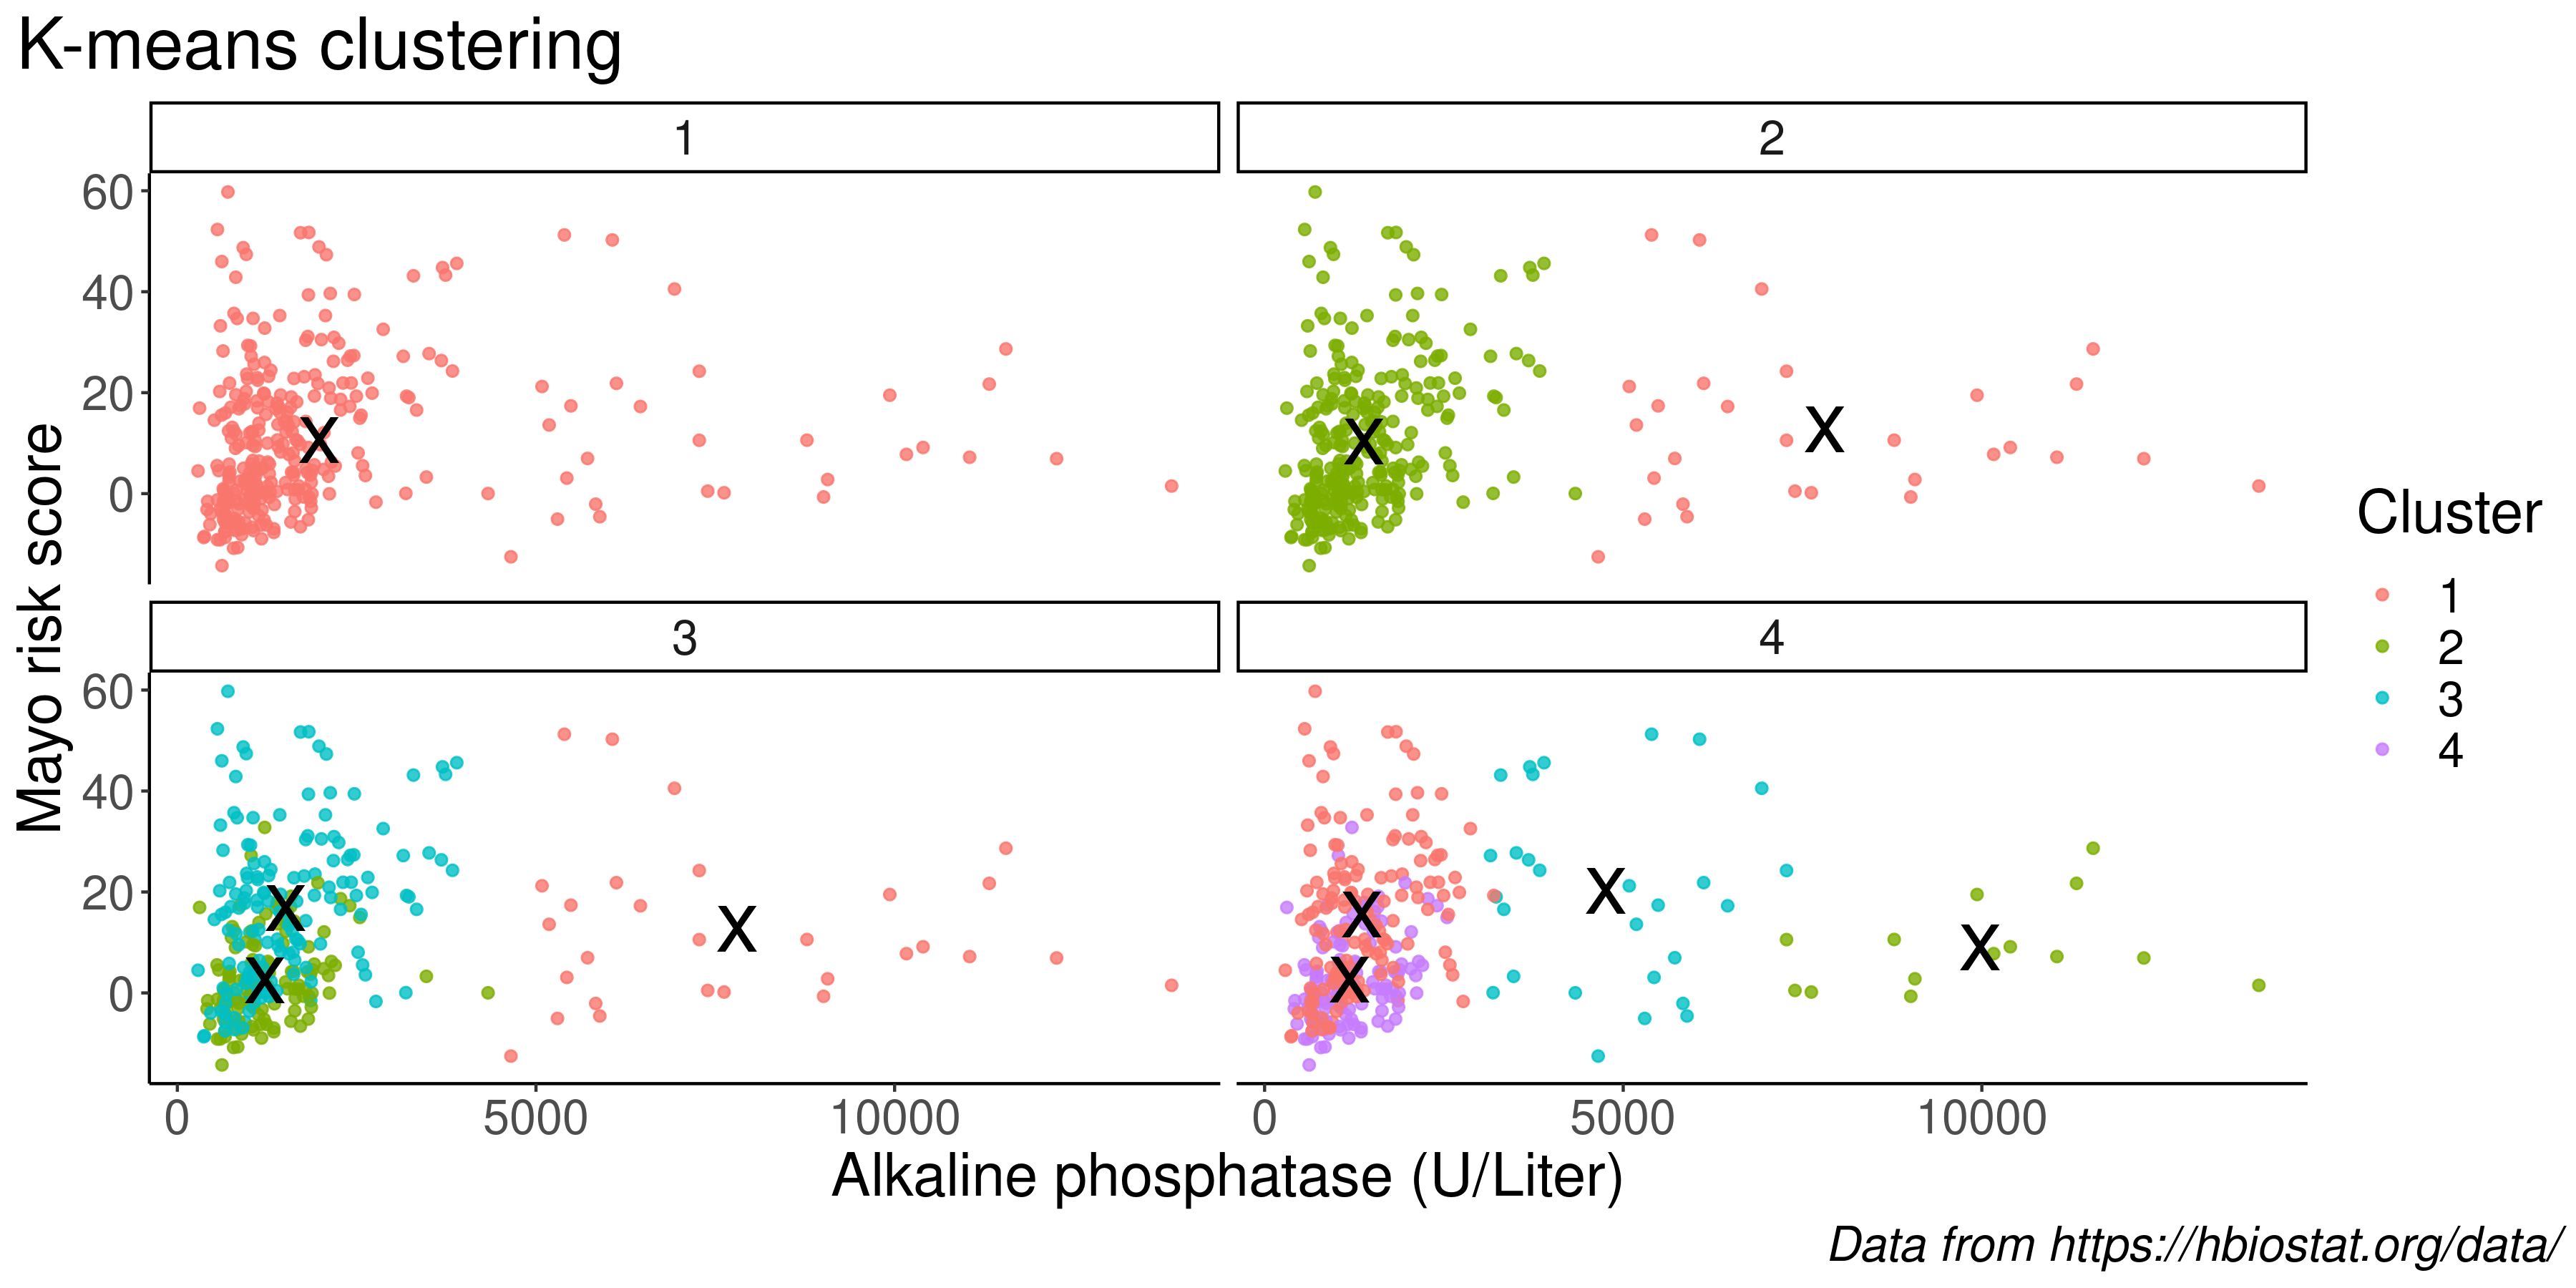 K-means clustering
1
2
60
40
20
0
3
4
60
40
20
0
0
5000
10000
0
5000
10000
Mayo risk score
Alkaline phosphatase (U/Liter)
Cluster
1
2
3
4
X
X
X
X
X
X
X
X
X
X
Data from https://hbiostat.org/data/